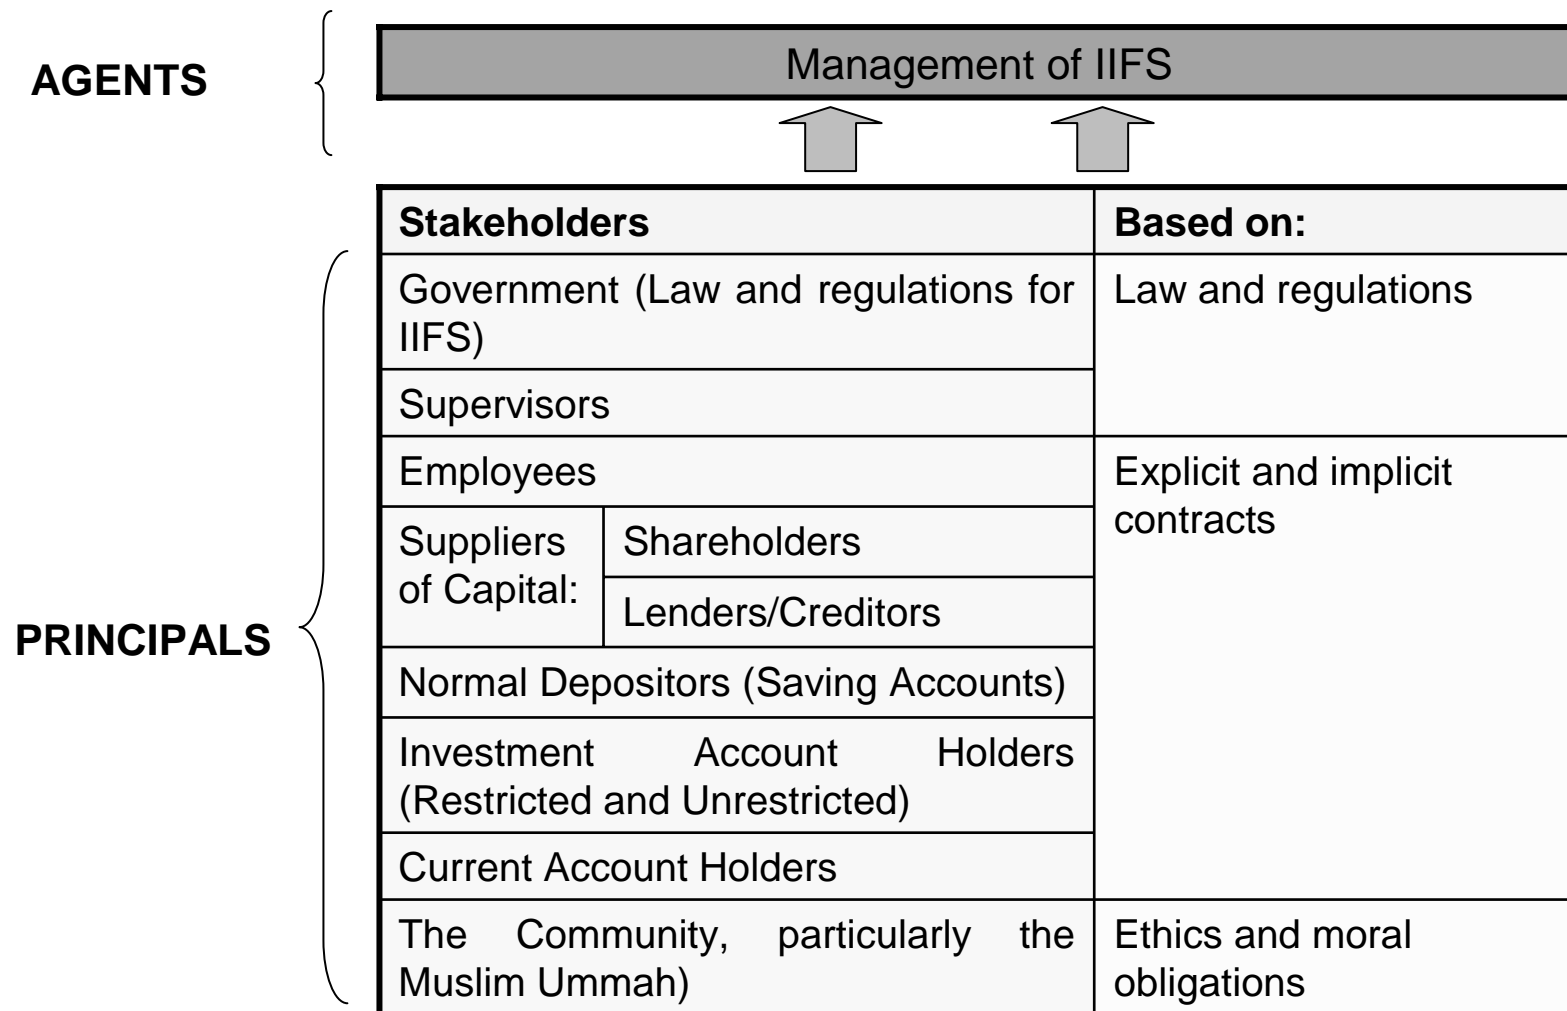 AGENTS
Management of IIFS
Stakeholders
Based on:
Government (Law and regulations for
IIFS)
Law and regulations
Supervisors
Employees
Explicit and implicit
contracts
Suppliers
of Capital:
Shareholders
Lenders/Creditors
PRINCIPALS
Normal Depositors (Saving Accounts)
Investment Account Holders
(Restricted and Unrestricted)
Current Account Holders
The Community, particularly the
Muslim Ummah)
Ethics and moral
obligations